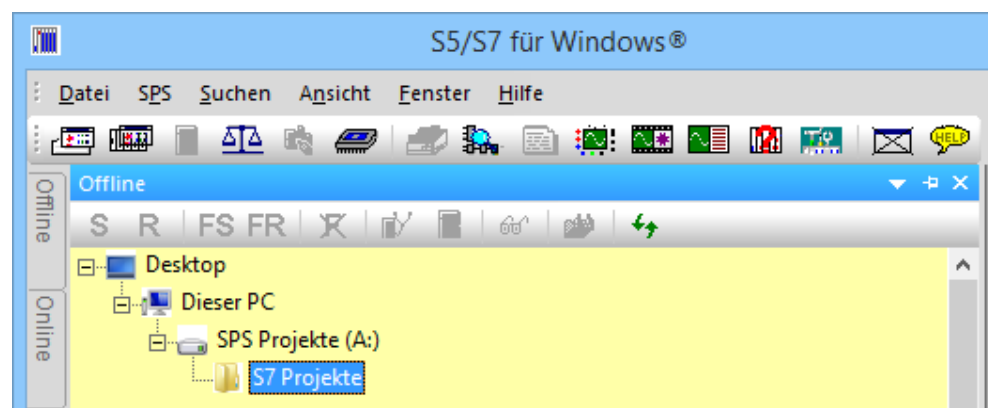 S5/S7 für Windows®
Datei SPS Suchen Ansicht Fenster Hilfe
HELP
Offline
Offline
S R FS FR
Desktop
Online
Dieser PC
SPS Projekte (A:)
S7 Projekte